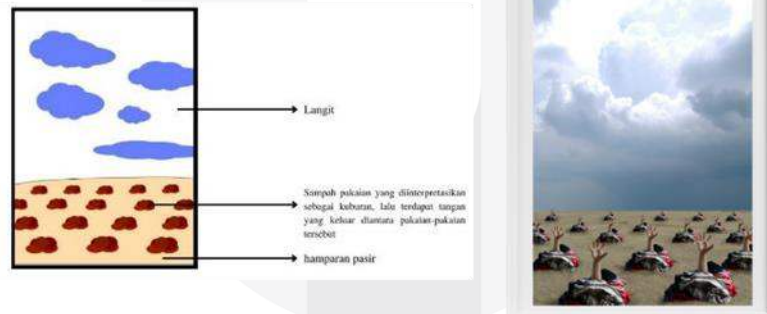 Langit
Sampah pakaian yang diinterpretasikan
sebagai kuburan, lalu terdapat tangan
yang keluar diantara pakaian-pakaian
tersebut
hamparan pasir